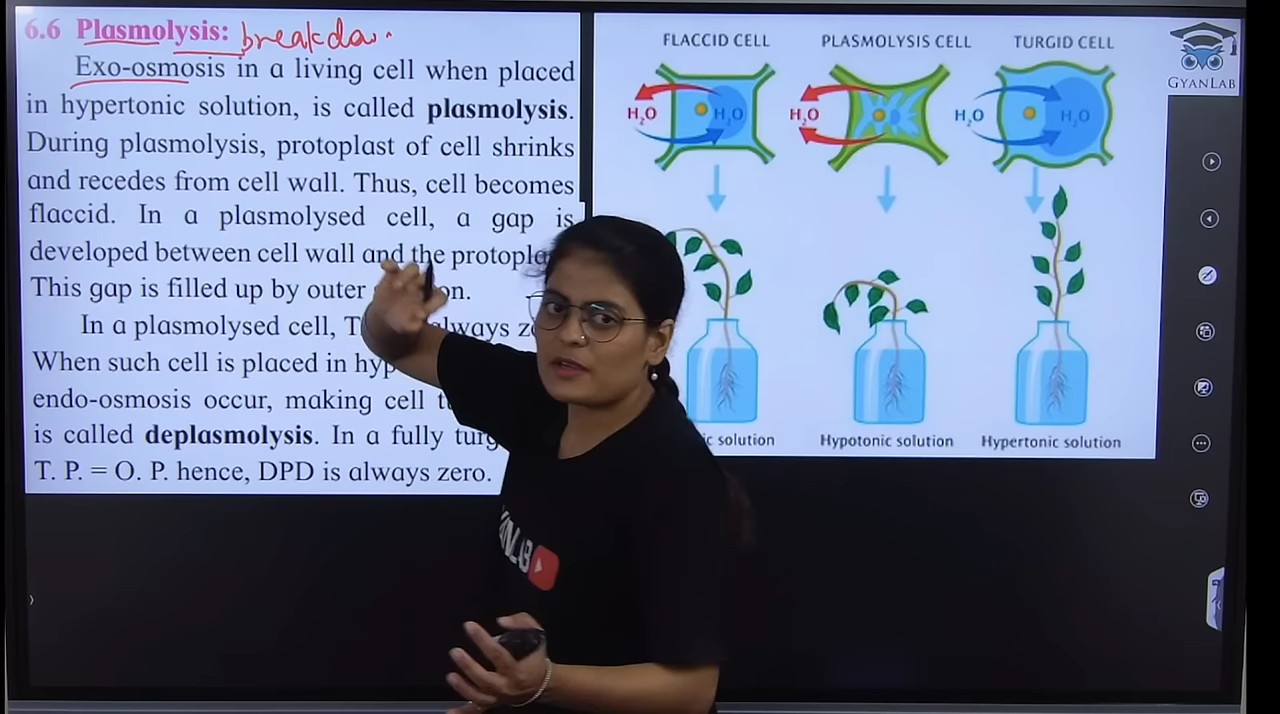 6.6 Plasmolysis:
Exo-osmosis in a living cell when placed
in hypertonic solution, is called plasmolysis.
During plasmolysis, protoplast of cell shrinks
and recedes from cell wall. Thus, cell becomes
flaccid. In a plasmolysed cell, a gap is
developed between cell wall and the
This gap is filled up by outer
In a plasmolysed cell, always
When such cell is placed in
endo-osmosis occur, making cell
is called deplasmolysis. In a fully
T. P. = O. P. hence, DPD is always zero.
FLACCID CELL PLASMOLYSIS CELL TURGID CELL
H₂O H₂O H₂O H₂O H₂O
solution Hypotonic solution Hypertonic solution
GYANLAB